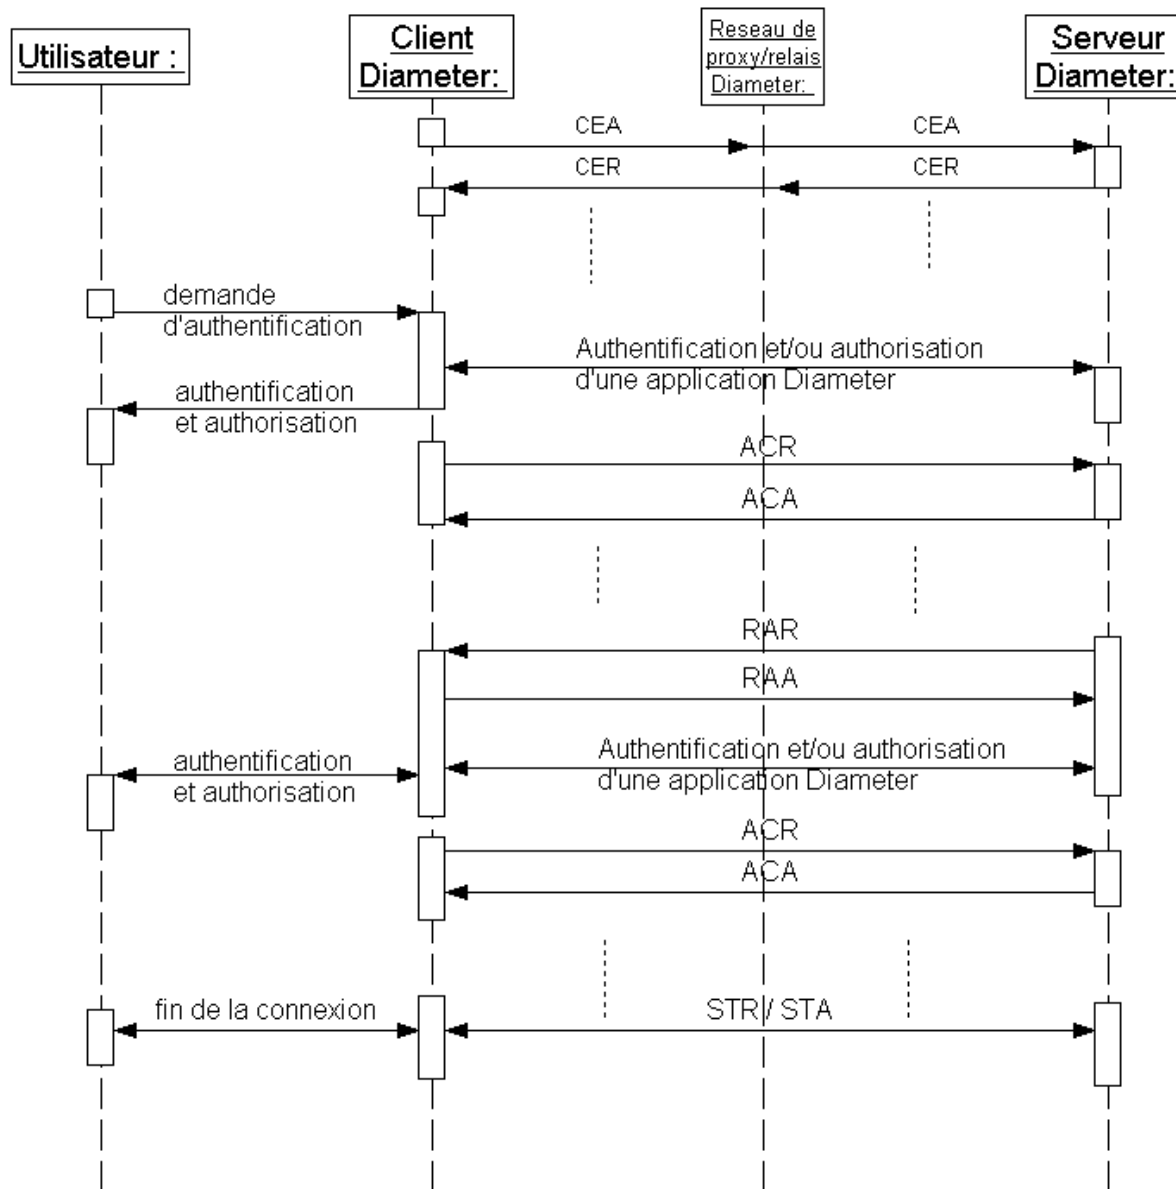 Utilisateur :
Client
Diameter:
Reseau de
proxy/relais
Diameter:
Serveur
Diameter:
CEA
CEA
CER
CER
demande
d'authentification
Authentification et/ou authorisation
d'une application Diameter
authentification
et authorisation
ACR
ACA
RAR
RAA
Authentification et/ou authorisation
d'une application Diameter
authentification
et authorisation
ACR
ACA
fin de la connexion
STR / STA